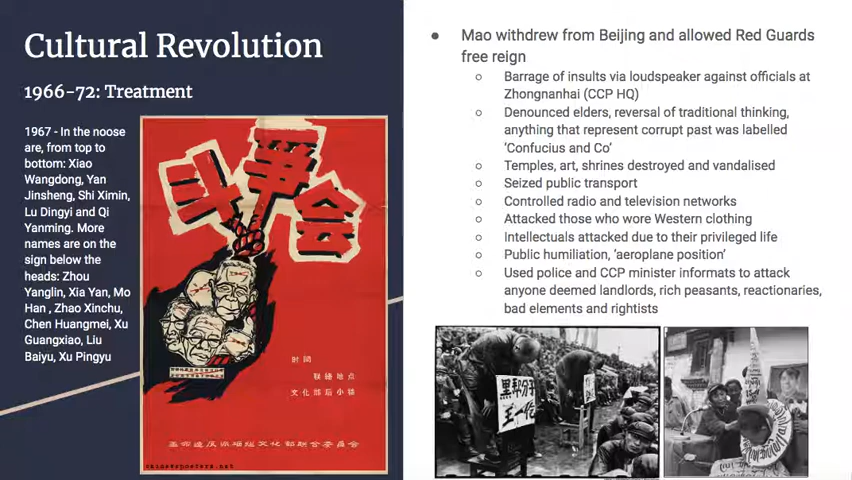 Cultural Revolution
1966-72: Treatment
1967 - In the noose
are, from top to
bottom: Xiao
Wangdong, Yan
Jinsheng, Shi Ximin,
Lu Dingyi and Qi
Yanming. More
names are on the
sign below the
heads: Zhou
Yanglin, Xia Yan, Mo
Han , Zhao Xinchu,
Chen Huangmei, Xu
Guangxiao, Liu
Baiyu, Xu Pingyu
斗争会
时间
联络地点
文化部后小楼
chineseposters.net
● Mao withdrew from Beijing and allowed Red Guards
free reign
○ Barrage of insults via loudspeaker against officials at
Zhongnanhai (CCP HQ)
○ Denounced elders, reversal of traditional thinking,
anything that represent corrupt past was labelled
‘Confucius and Co’
○ Temples, art, shrines destroyed and vandalised
○ Seized public transport
○ Controlled radio and television networks
○ Attacked those who wore Western clothing
○ Intellectuals attacked due to their privileged life
○ Public humiliation, ‘aeroplane position’
○ Used police and CCP minister informats to attack
anyone deemed landlords, rich peasants, reactionaries,
bad elements and rightists
黑帮分子